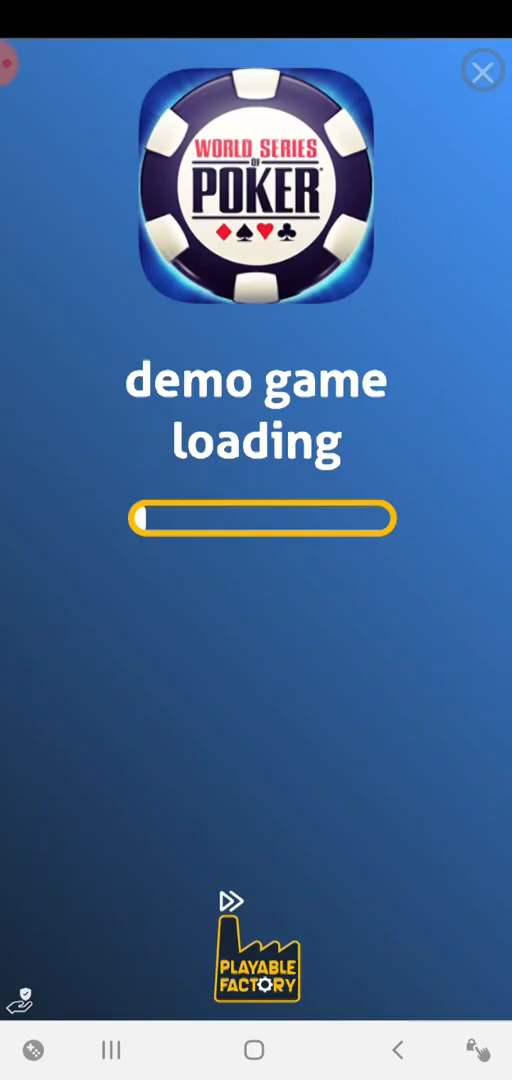 WORLD SERIES
OF
POKER
demo game
loading
PLAYABLE
FACTORY